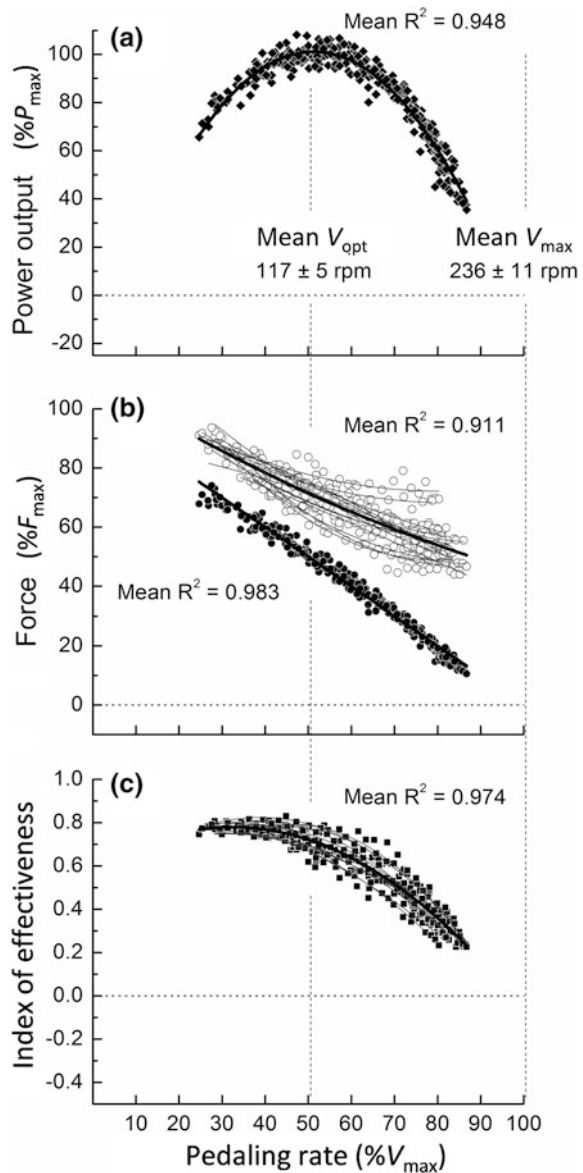 (a)
Mean R² = 0.948
Power output (%Pmax)
100
80
60
40
20
0
-20
Mean Vopt
117 ± 5 rpm
Mean Vmax
236 ± 11 rpm
(b)
Mean R² = 0.911
Force (%Fmax)
100
80
60
40
20
0
Mean R² = 0.983
(c)
Mean R² = 0.974
Index of effectiveness
1.0
0.8
0.6
0.4
0.2
0.0
-0.2
-0.4
10 20 30 40 50 60 70 80 90 100
Pedaling rate (%Vmax)